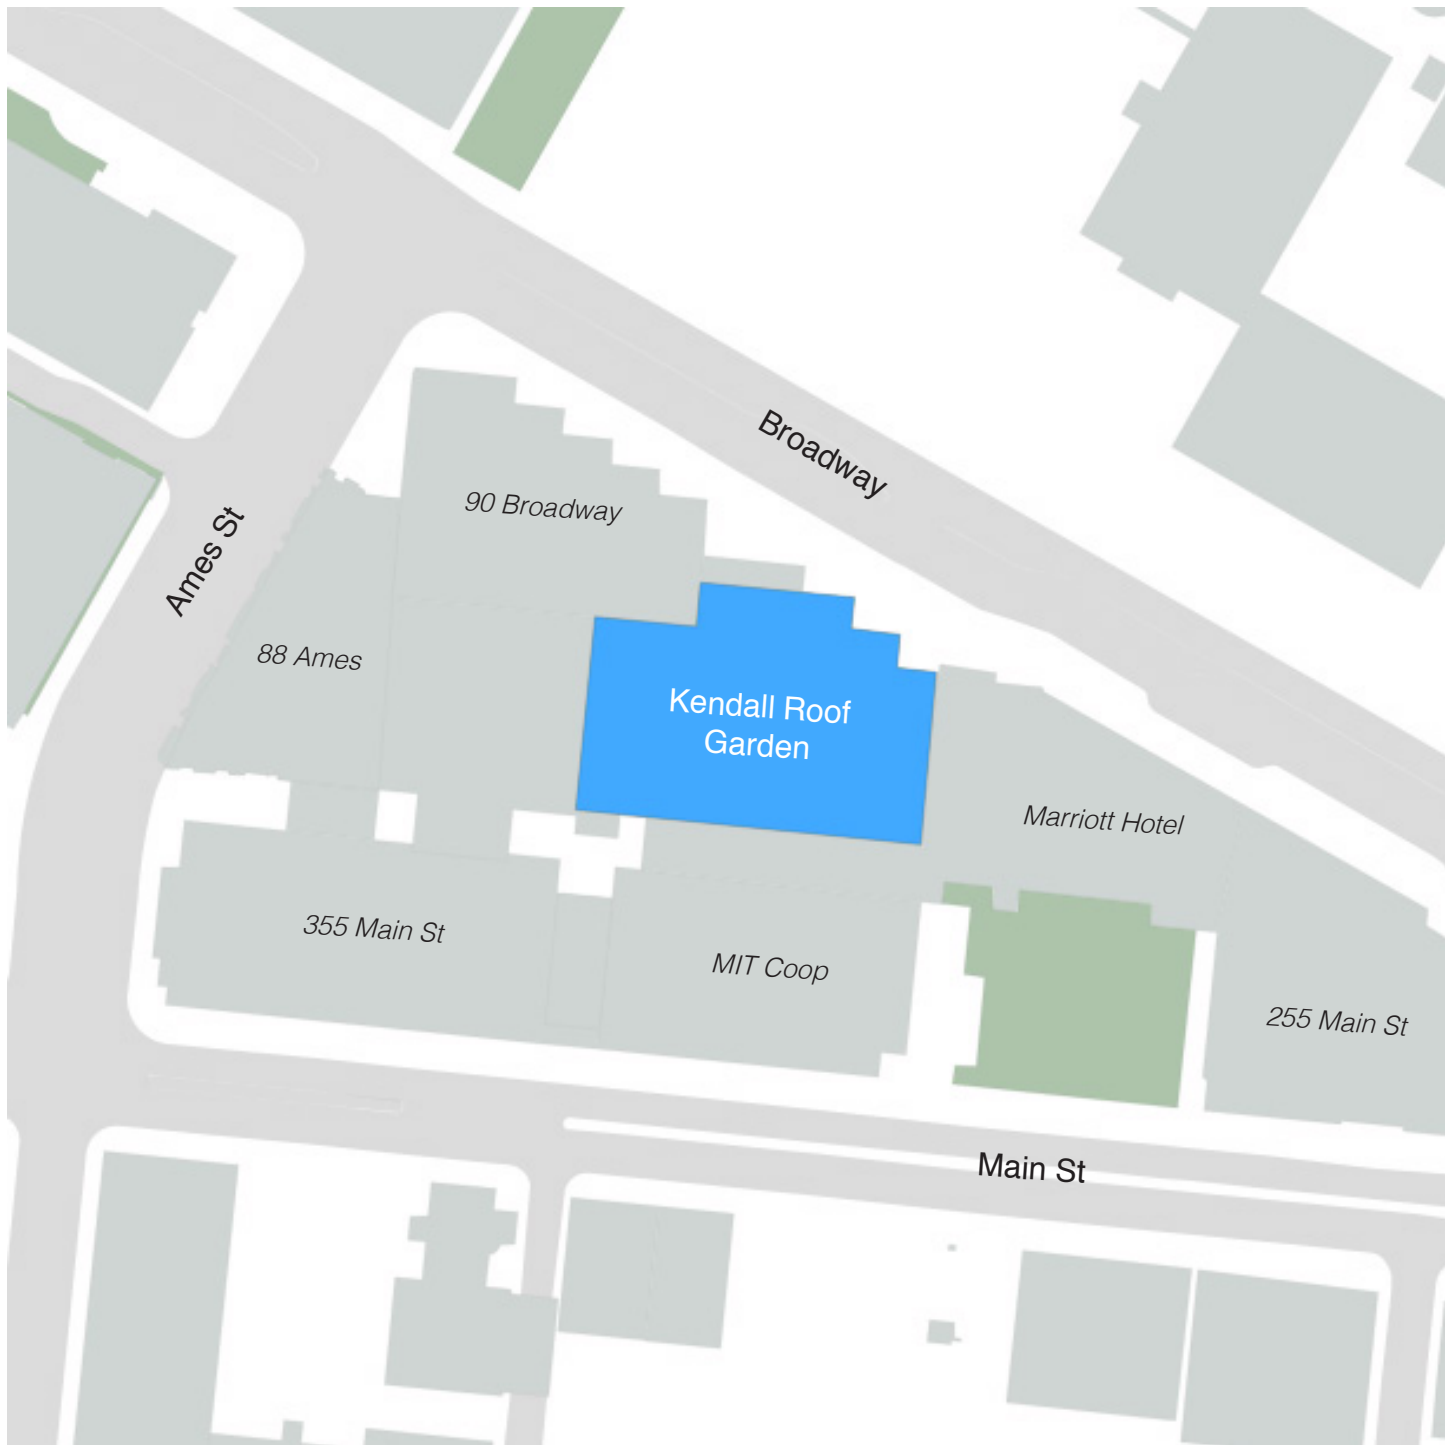 Broadway
90 Broadway
Ames St
88 Ames
Kendall Roof
Garden
Marriott Hotel
355 Main St
MIT Coop
255 Main St
Main St